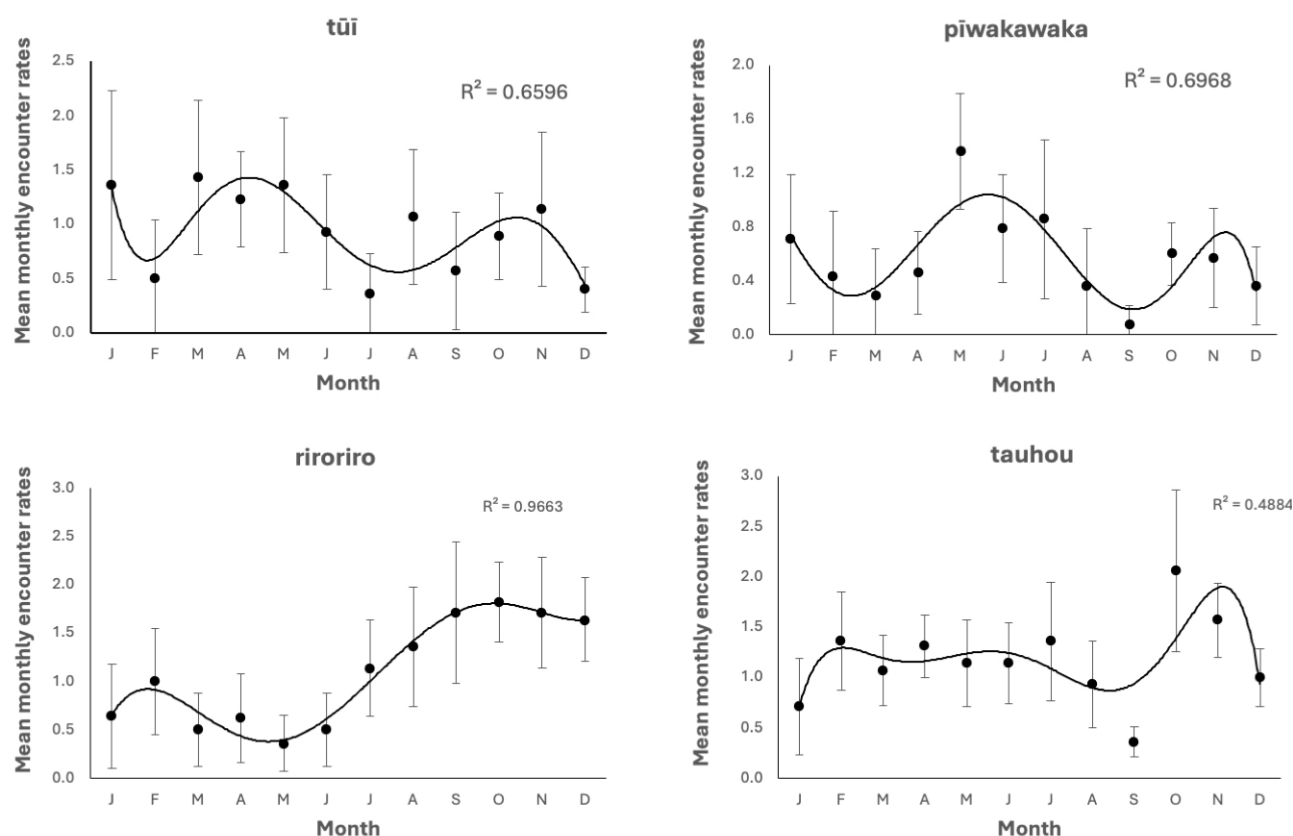 tūī
Mean monthly encounter rates
2.5
2.0
1.5
1.0
0.5
0.0
R² = 0.6596
J F M A M J J A S O N D
Month
pīwakawaka
Mean monthly encounter rates
2.0
1.6
1.2
0.8
0.4
0.0
R² = 0.6968
J F M A M J J A S O N D
Month
riroriro
Mean monthly encounter rates
3.0
2.5
2.0
1.5
1.0
0.5
0.0
R² = 0.9663
J F M A M J J A S O N D
Month
tauhou
Mean monthly encounter rates
3.0
2.5
2.0
1.5
1.0
0.5
0.0
R² = 0.4884
J F M A M J J A S O N D
Month